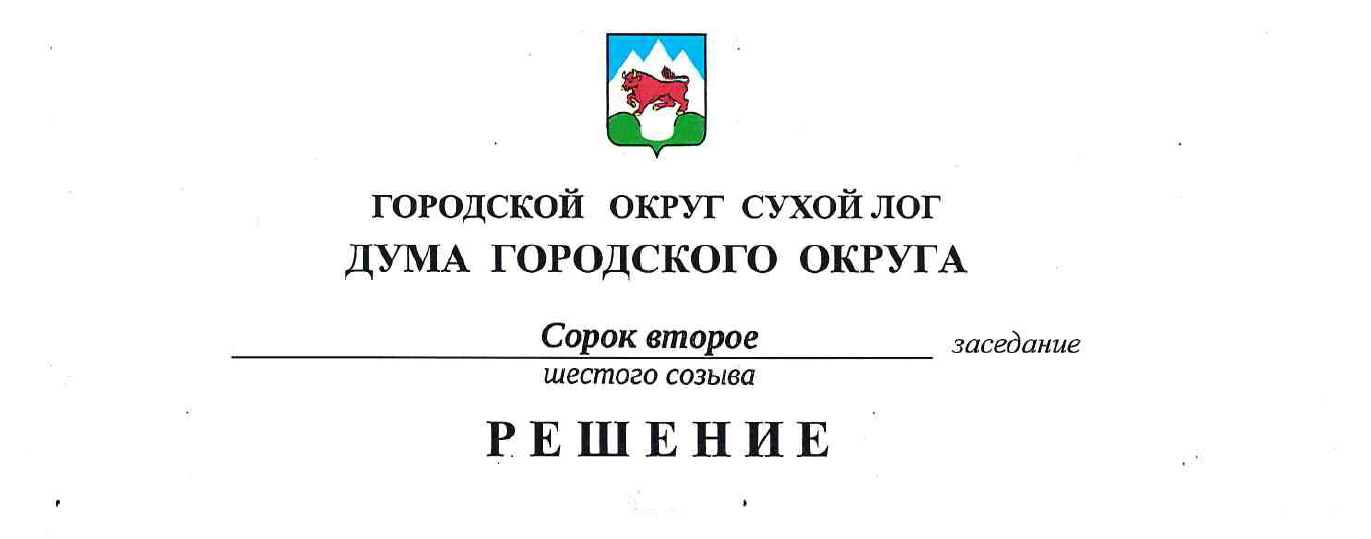 ГОРОДСКОЙ ОКРУГ СУХОЙ ЛОГ
ДУМА ГОРОДСКОГО ОКРУГА
Сорок второе заседание
шестого созыва
РЕШЕНИЕ